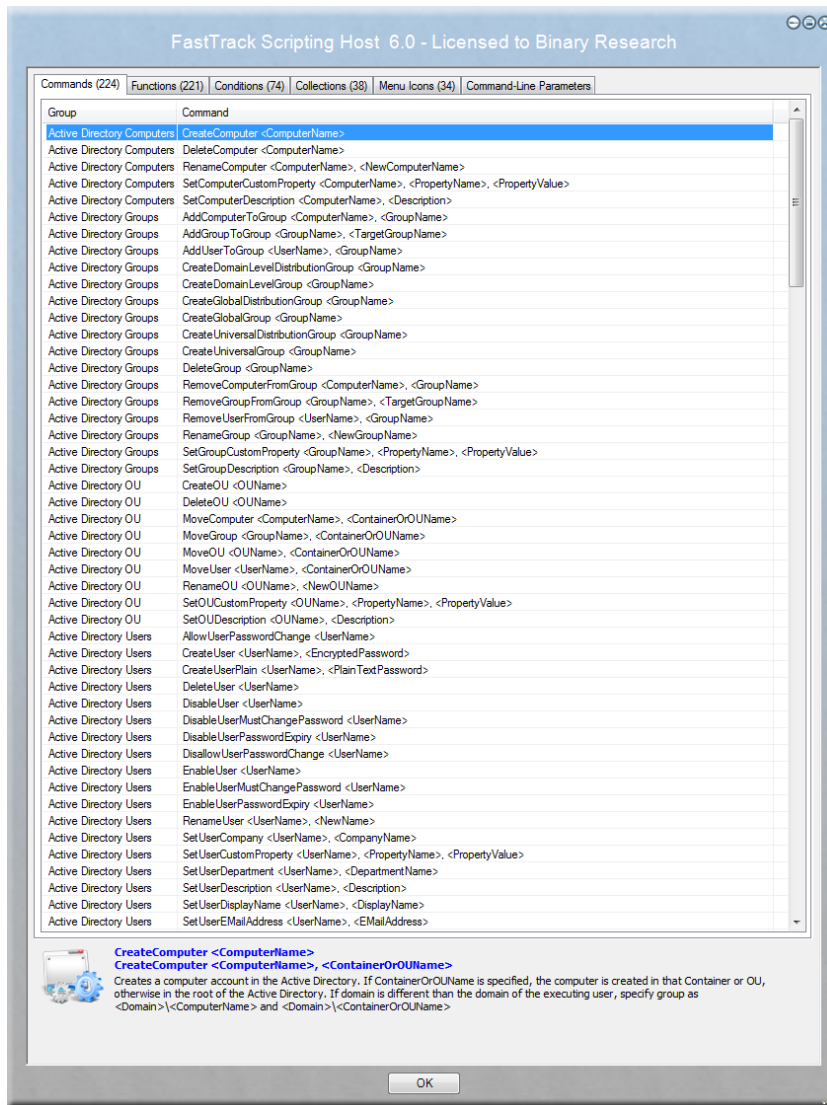 FastTrack Scripting Host 6.0 - Licensed to Binary Research
Commands (224) Functions (221) Conditions (74) Collections (38) Menu Icons (34) Command-Line Parameters
Group Command
Active Directory Computers CreateComputer <ComputerName>
Active Directory Computers DeleteComputer <ComputerName>
Active Directory Computers RenameComputer <ComputerName>, <NewComputerName>
Active Directory Computers SetComputerCustomProperty <ComputerName>, <PropertyName>, <PropertyValue>
Active Directory Computers SetComputerDescription <ComputerName>, <Description>
Active Directory Groups AddComputerToGroup <ComputerName>, <GroupName>
Active Directory Groups AddGroupToGroup <GroupName>, <TargetGroupName>
Active Directory Groups AddUserToGroup <UserName>, <GroupName>
Active Directory Groups CreateDomainLevelDistributionGroup <GroupName>
Active Directory Groups CreateDomainLevelGroup <GroupName>
Active Directory Groups CreateGlobalDistributionGroup <GroupName>
Active Directory Groups CreateGlobalGroup <GroupName>
Active Directory Groups CreateUniversalDistributionGroup <GroupName>
Active Directory Groups CreateUniversalGroup <GroupName>
Active Directory Groups DeleteGroup <GroupName>
Active Directory Groups RemoveComputerFromGroup <ComputerName>, <GroupName>
Active Directory Groups RemoveGroupFromGroup <GroupName>, <TargetGroupName>
Active Directory Groups RemoveUserFromGroup <UserName>, <GroupName>
Active Directory Groups RenameGroup <GroupName>, <NewGroupName>
Active Directory Groups SetGroupCustomProperty <GroupName>, <PropertyName>, <PropertyValue>
Active Directory Groups SetGroupDescription <GroupName>, <Description>
Active Directory OU CreateOU <OUName>
Active Directory OU DeleteOU <OUName>
Active Directory OU MoveComputer <ComputerName>, <ContainerOrOUName>
Active Directory OU MoveGroup <GroupName>, <ContainerOrOUName>
Active Directory OU MoveOU <OUName>, <ContainerOrOUName>
Active Directory OU MoveUser <UserName>, <ContainerOrOUName>
Active Directory OU RenameOU <OUName>, <NewOUName>
Active Directory OU SetOUCustomProperty <OUName>, <PropertyName>, <PropertyValue>
Active Directory OU SetOUDescription <OUName>, <Description>
Active Directory Users AllowUserPasswordChange <UserName>
Active Directory Users CreateUser <UserName>, <EncryptedPassword>
Active Directory Users CreateUserPlain <UserName>, <PlainTextPassword>
Active Directory Users DeleteUser <UserName>
Active Directory Users DisableUser <UserName>
Active Directory Users DisableUserMustChangePassword <UserName>
Active Directory Users DisableUserPasswordExpiry <UserName>
Active Directory Users DisallowUserPasswordChange <UserName>
Active Directory Users EnableUser <UserName>
Active Directory Users EnableUserMustChangePassword <UserName>
Active Directory Users EnableUserPasswordExpiry <UserName>
Active Directory Users RenameUser <UserName>, <NewName>
Active Directory Users SetUserCompany <UserName>, <CompanyName>
Active Directory Users SetUserCustomProperty <UserName>, <PropertyName>, <PropertyValue>
Active Directory Users SetUserDepartment <UserName>, <DepartmentName>
Active Directory Users SetUserDescription <UserName>, <Description>
Active Directory Users SetUserDisplayName <UserName>, <DisplayName>
Active Directory Users SetUserEMailAddress <UserName>, <EMailAddress>
CreateComputer <ComputerName>
CreateComputer <ComputerName>, <ContainerOrOUName>
Creates a computer account in the Active Directory. If ContainerOrOUName is specified, the computer is created in that Container or OU,
otherwise in the root of the Active Directory. If domain is different than the domain of the executing user, specify group as
<Domain>\<ComputerName> and <Domain>\<ContainerOrOUName>
OK